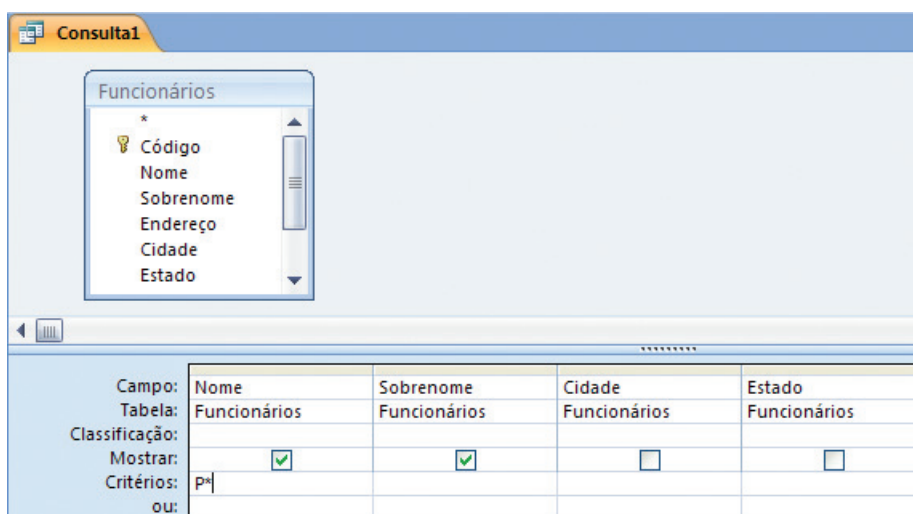 Consulta1
Funcionários
*
Código
Nome
Sobrenome
Endereço
Cidade
Estado
Campo: Nome Sobrenome Cidade Estado
Tabela: Funcionários Funcionários Funcionários Funcionários
Classificação:
Mostrar:
Critérios: P*
ou: